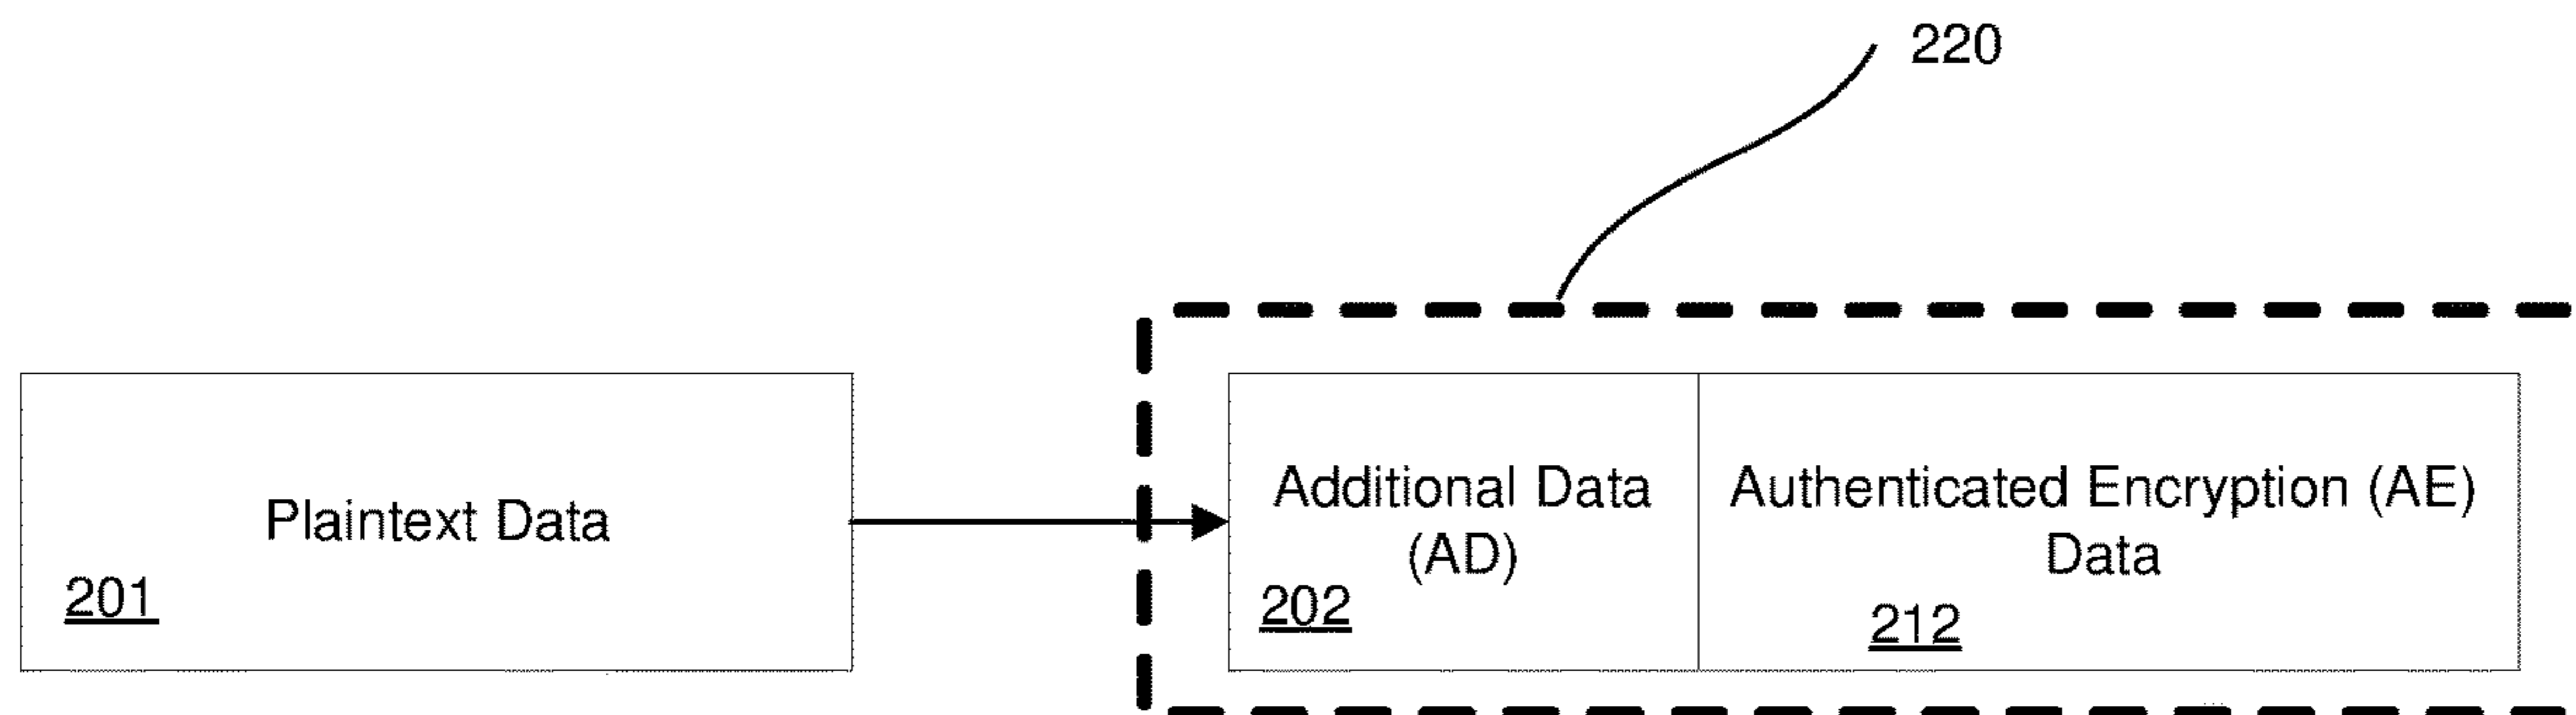 220
Plaintext Data
201
Additional Data
(AD)
202
Authenticated Encryption (AE)
Data
212